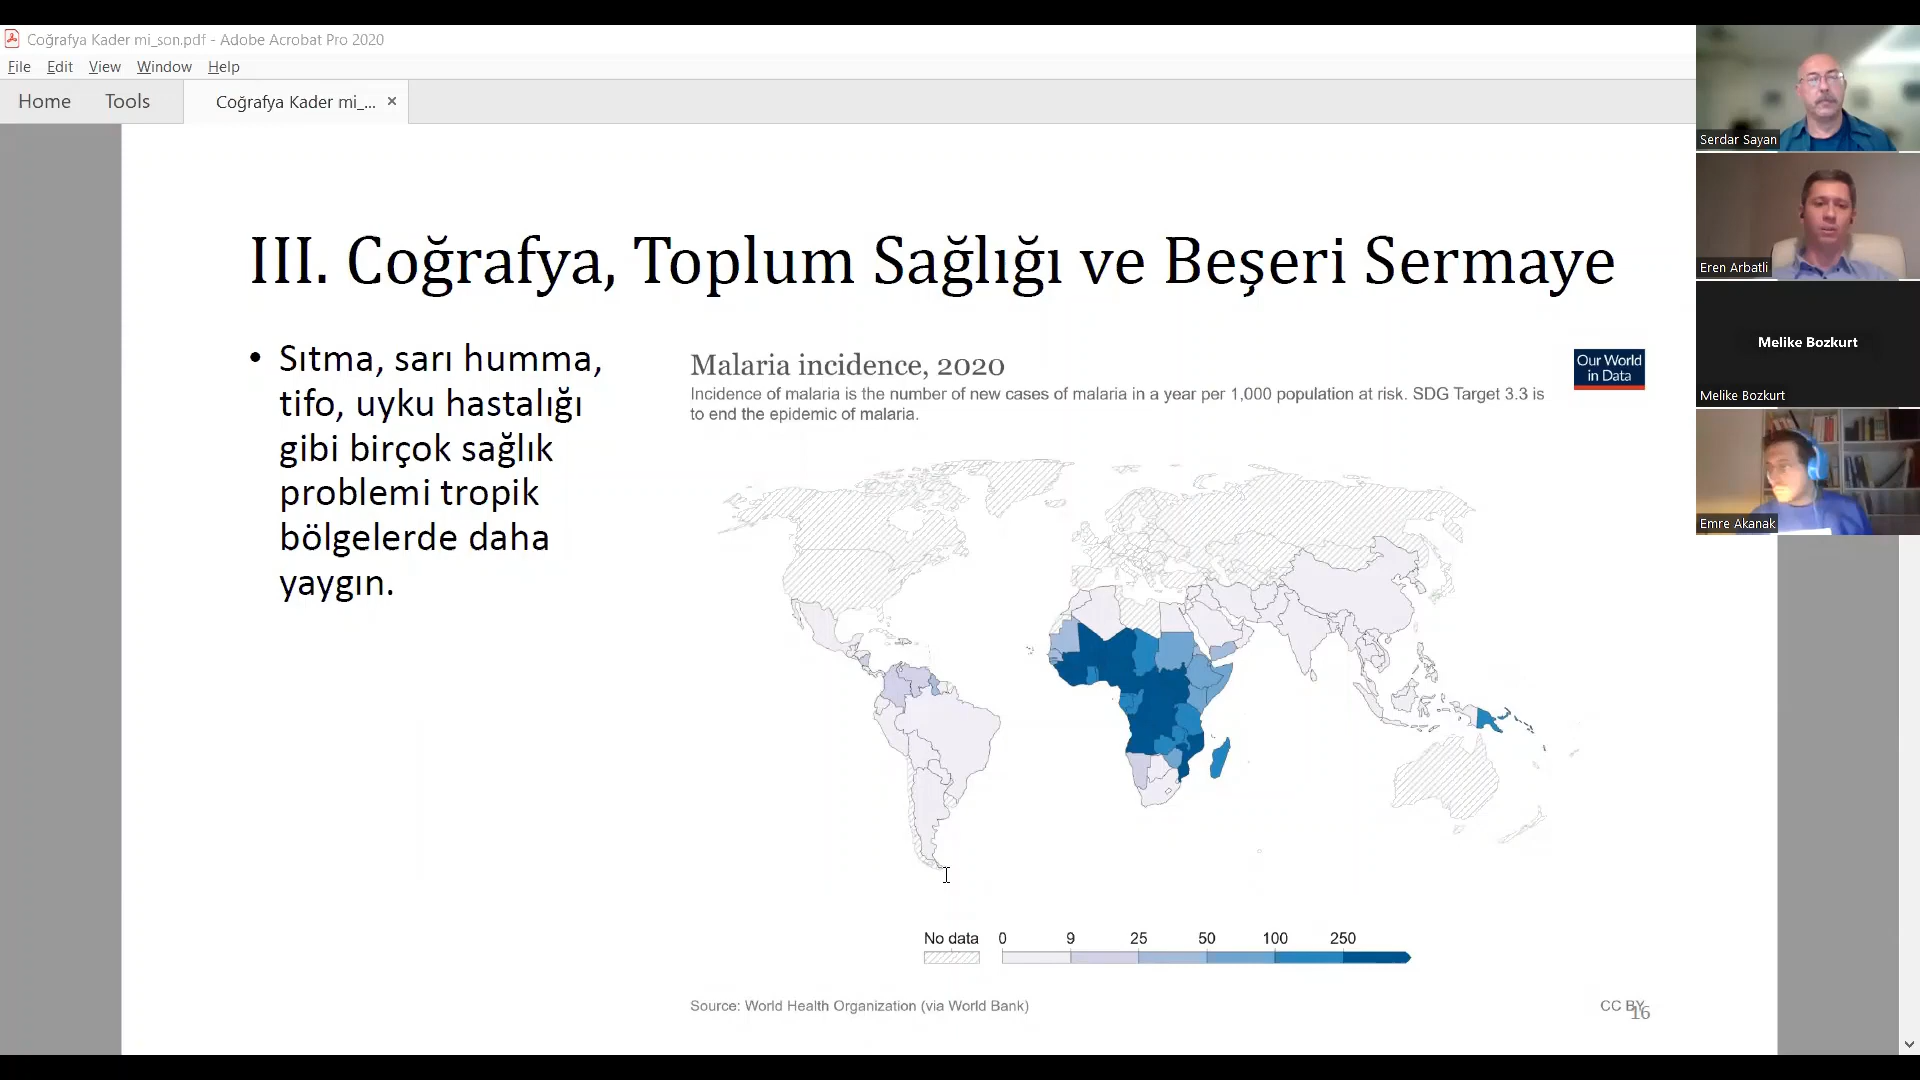 Coğrafya Kader mi_son.pdf - Adobe Acrobat Pro 2020
File Edit View Window Help
Home Tools Coğrafya Kader mi_... ×
III. Coğrafya, Toplum Sağlığı ve Beşeri Sermaye
• Sıtma, sarı humma,
tifo, uyku hastalığı
gibi birçok sağlık
problemi tropik
bölgelerde daha
yaygın.
Malaria incidence, 2020
Our World
in Data
Incidence of malaria is the number of new cases of malaria in a year per 1,000 population at risk. SDG Target 3.3 is
to end the epidemic of malaria.
No data 0 9 25 50 100 250
Source: World Health Organization (via World Bank)
CC BY
16
Serdar Sayan
Eren Arbatli
Melike Bozkurt
Melike Bozkurt
Emre Akanak